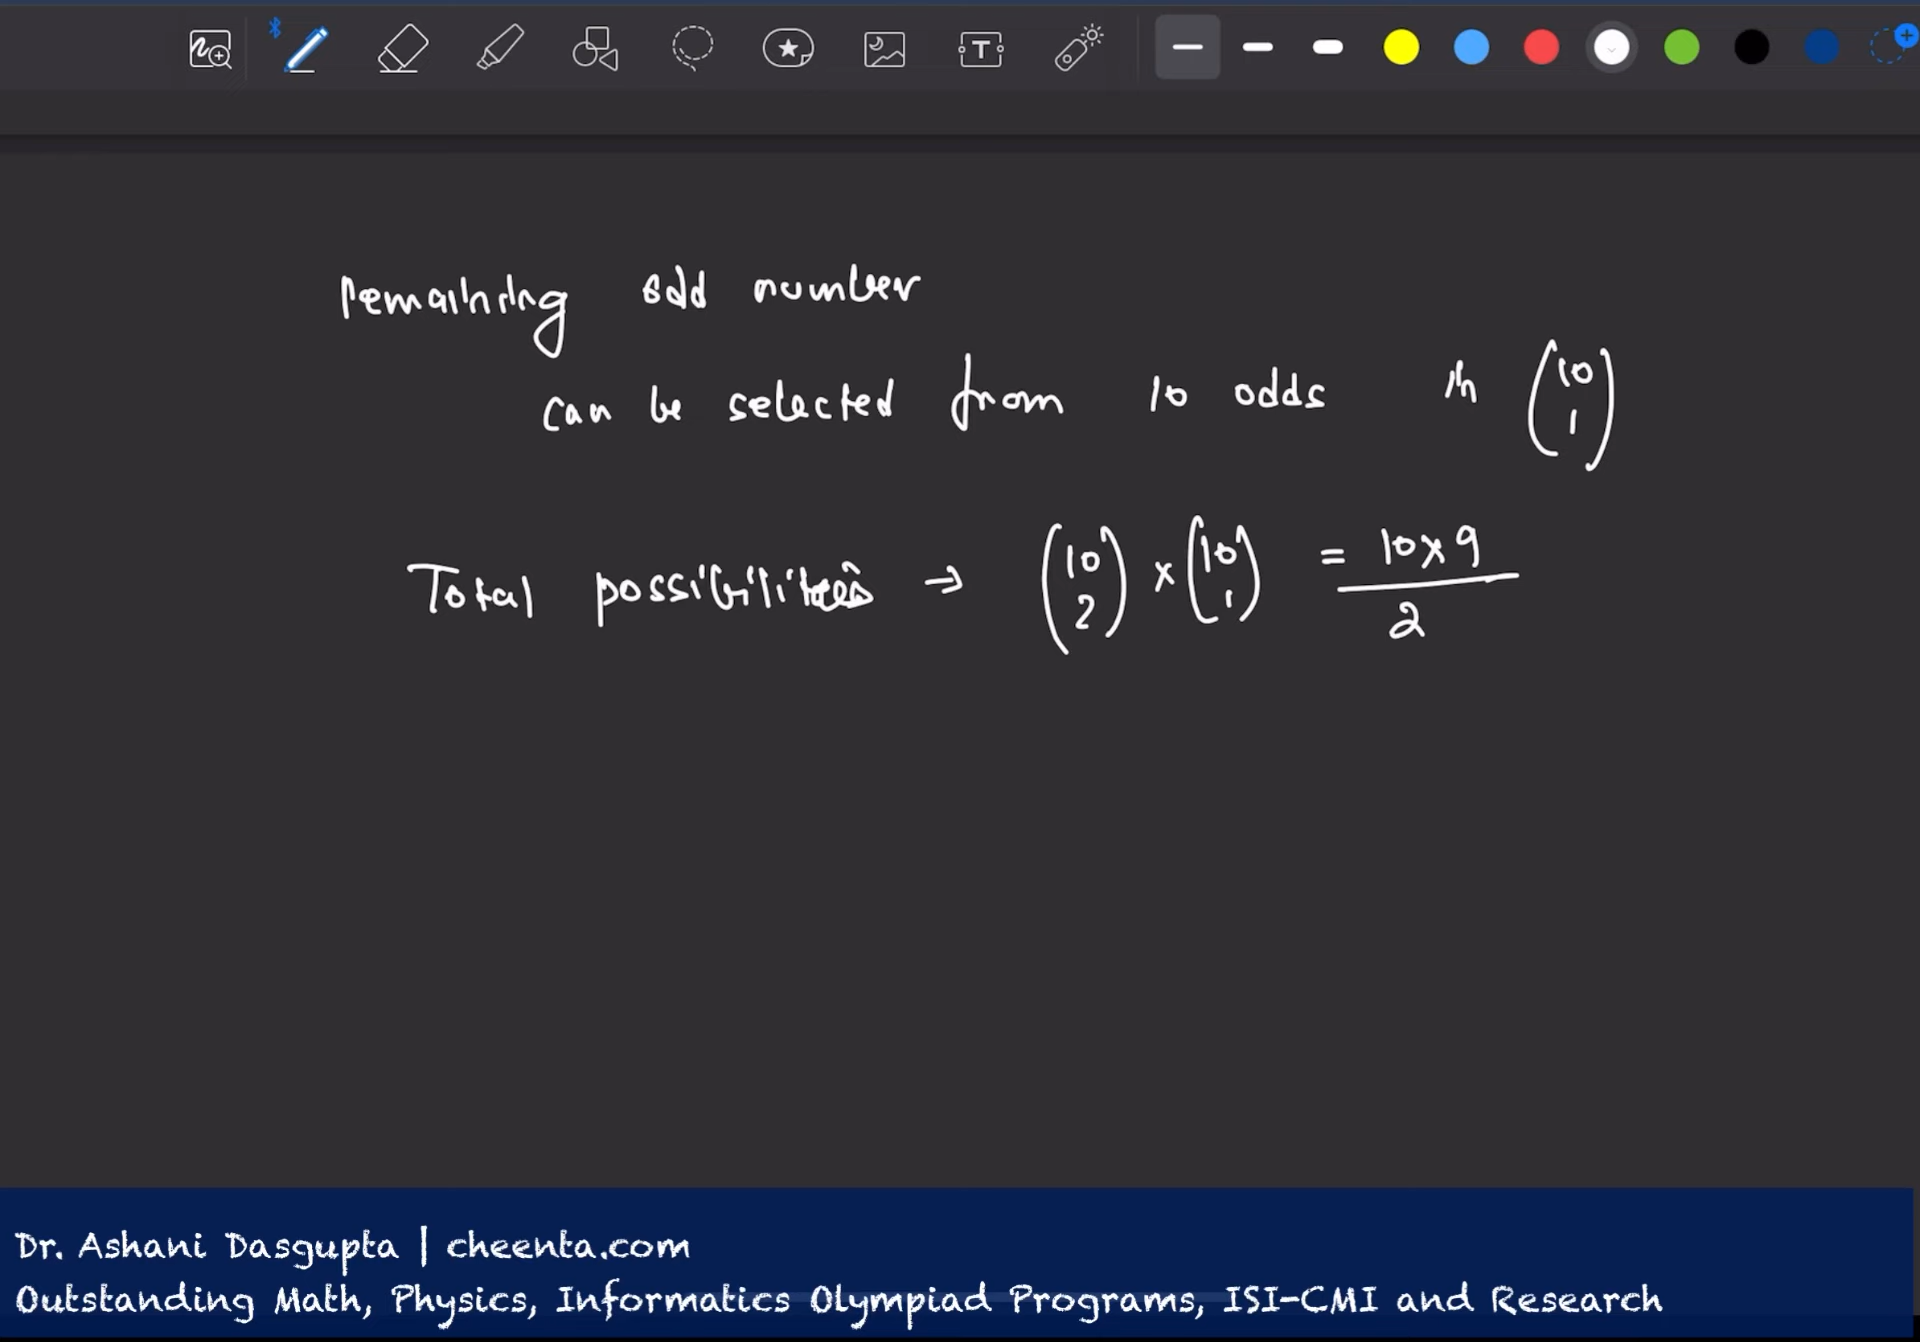 remaining odd number
can be selected from 10 odds in (10 1)
Total possibilities → (10 2) × (10 1) = 10×9 / 2
Dr. Ashani Dasgupta | cheenta.com
Outstanding Math, Physics, Informatics Olympiad Programs, ISI-CMI and Research